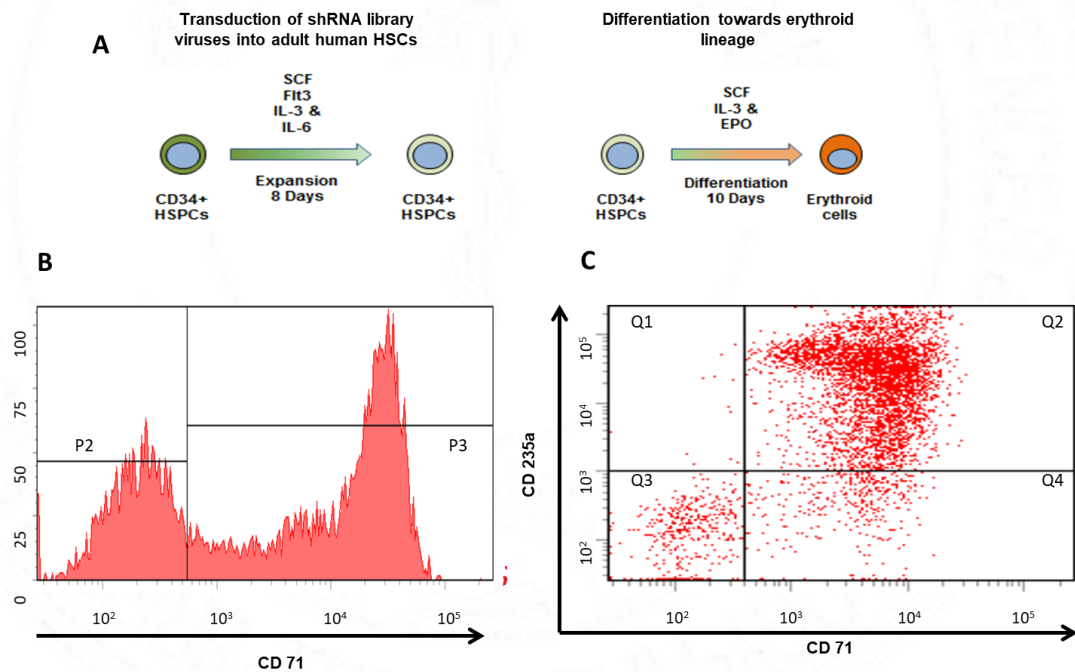 A
Transduction of shRNA library
viruses into adult human HSCs
SCF
Flt3
IL-3 &
IL-6
Expansion
8 Days
CD34+
HSPCs
CD34+
HSPCs
Differentiation towards erythroid
lineage
SCF
IL-3 &
EPO
Differentiation
10 Days
CD34+
HSPCs
Erythroid
cells
B
100
75
50
25
0
P2
P3
10²
10³
10⁴
10⁵
CD 71
C
Q1
Q2
Q3
Q4
10⁵
10⁴
10³
10²
CD 235a
10²
10³
10⁴
10⁵
CD 71